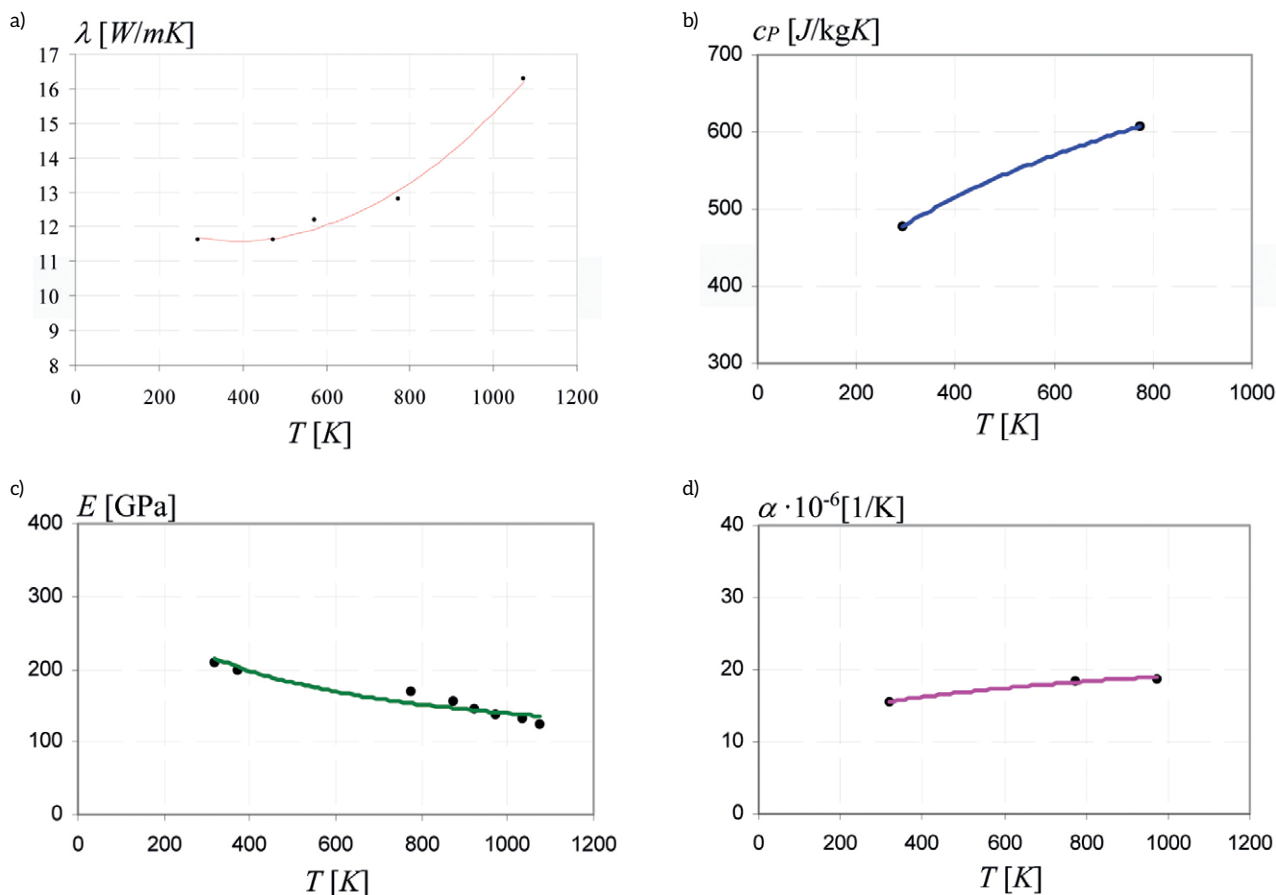 a)
λ [W/mK]
17
16
15
14
13
12
11
10
9
8
0 200 400 600 800 1000 1200
T [K]
b)
cP [J/kgK]
700
600
500
400
300
0 200 400 600 800 1000
T [K]
c)
E [GPa]
400
300
200
100
0
0 200 400 600 800 1000 1200
T [K]
d)
α ·10⁻⁶[1/K]
40
30
20
10
0
0 200 400 600 800 1000 1200
T [K]